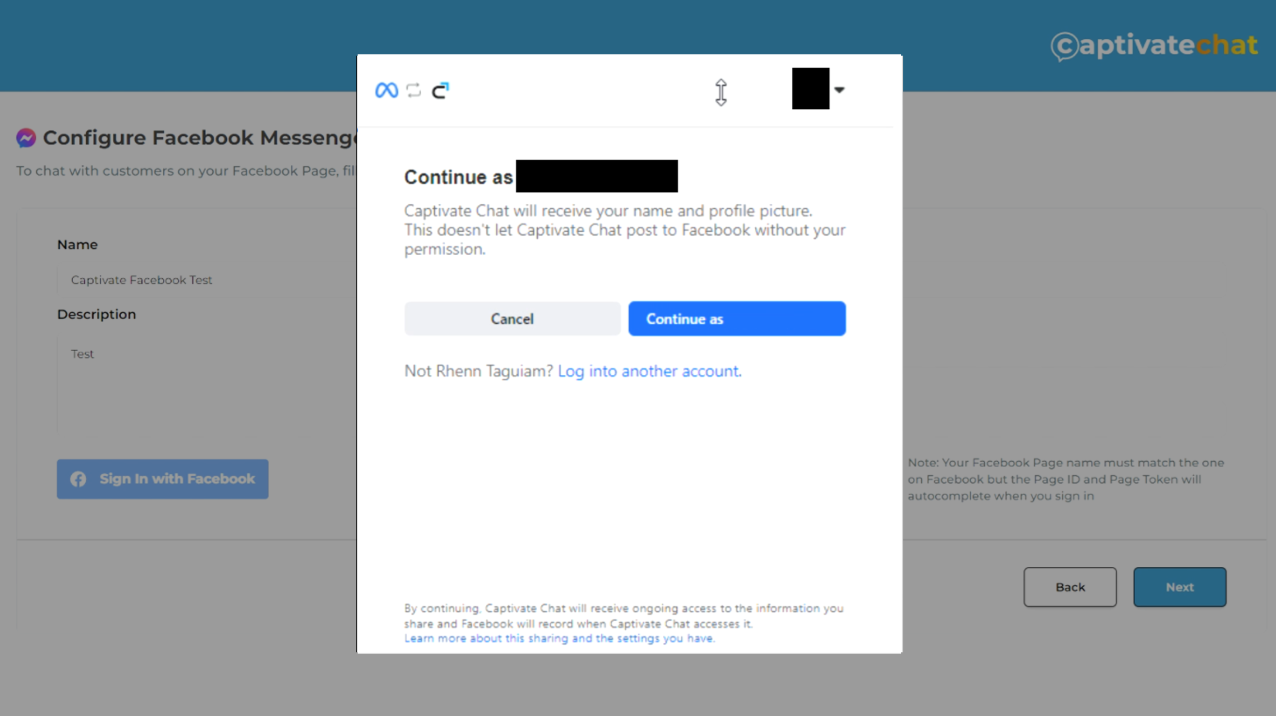 captivatechat
Configure Facebook Messenge
To chat with customers on your Facebook Page, fil
Name
Captivate Facebook Test
Description
Test
Sign In with Facebook
Continue as
Captivate Chat will receive your name and profile picture.
This doesn't let Captivate Chat post to Facebook without your
permission.
Cancel
Continue as
Not Rhenn Taguiam? Log into another account.
By continuing, Captivate Chat will receive ongoing access to the information you
share and Facebook will record when Captivate Chat accesses it.
Learn more about this sharing and the settings you have.
Note: Your Facebook Page name must match the one
on Facebook but the Page ID and Page Token will
autocomplete when you sign in
Back
Next